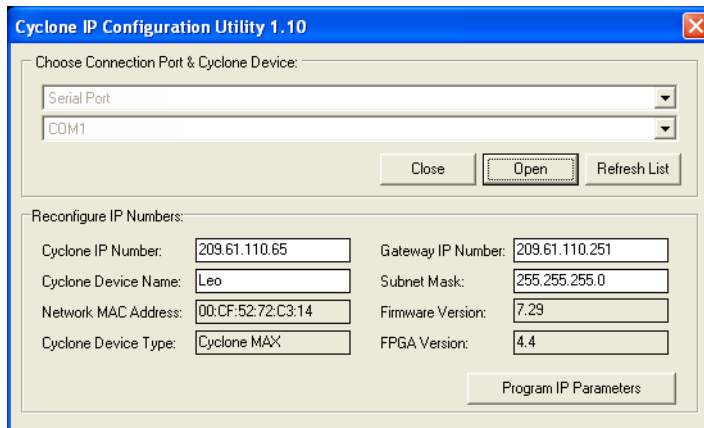 Cyclone IP Configuration Utility 1.10
Choose Connection Port & Cyclone Device:
Serial Port
COM1
Close Open Refresh List
Reconfigure IP Numbers:
Cyclone IP Number: 209.61.110.65 Gateway IP Number: 209.61.110.251
Cyclone Device Name: Leo Subnet Mask: 255.255.255.0
Network MAC Address: 00:CF:52:72:C3:14 Firmware Version: 7.29
Cyclone Device Type: Cyclone MAX FPGA Version: 4.4
Program IP Parameters